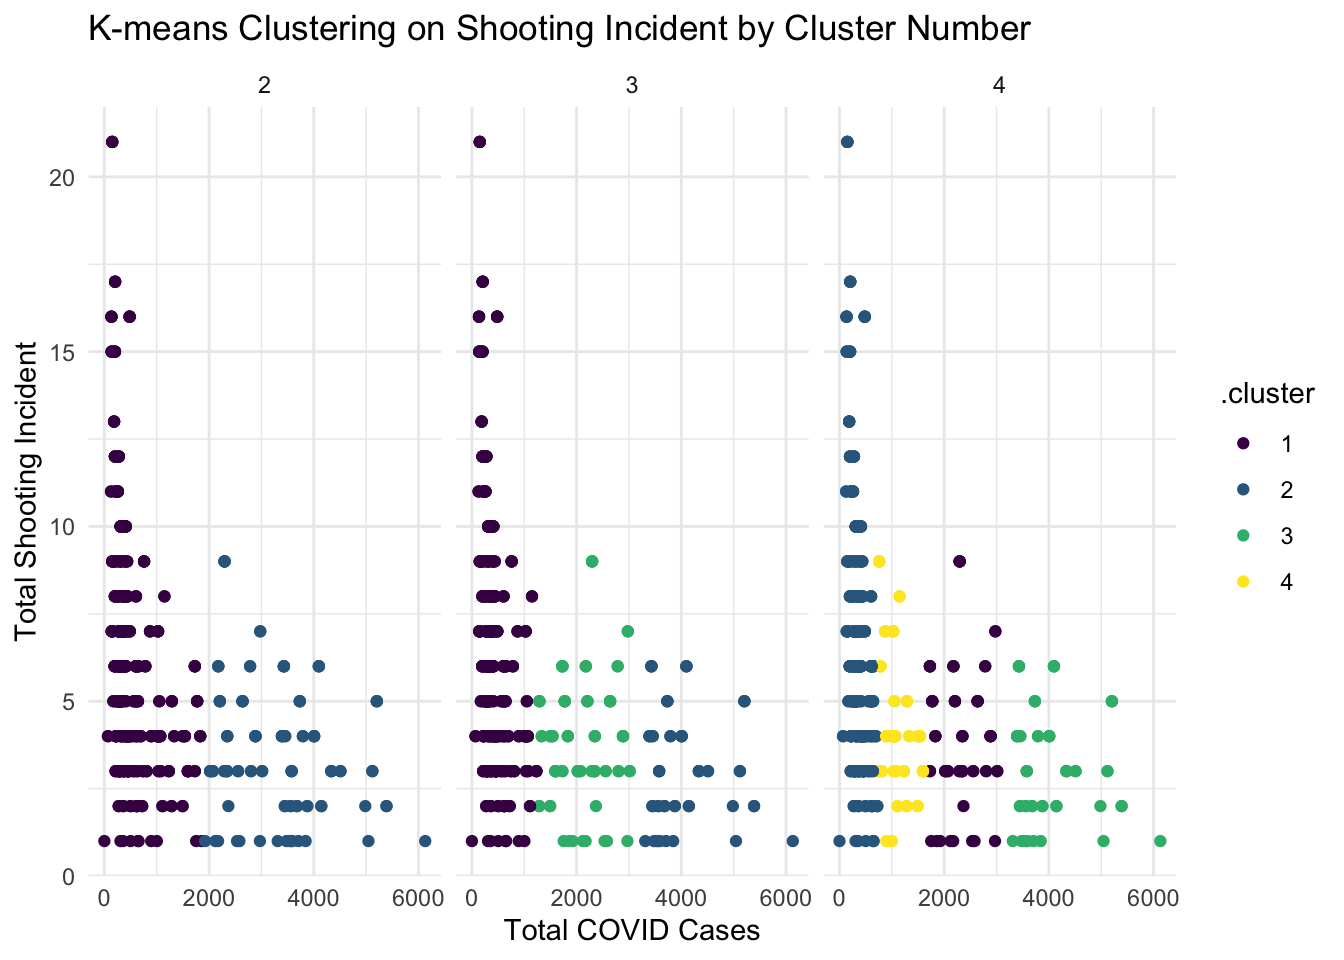 K-means Clustering on Shooting Incident by Cluster Number
2
3
4
Total Shooting Incident
20
15
10
5
0
0 2000 4000 6000
0 2000 4000 6000
0 2000 4000 6000
Total COVID Cases
.cluster
1
2
3
4